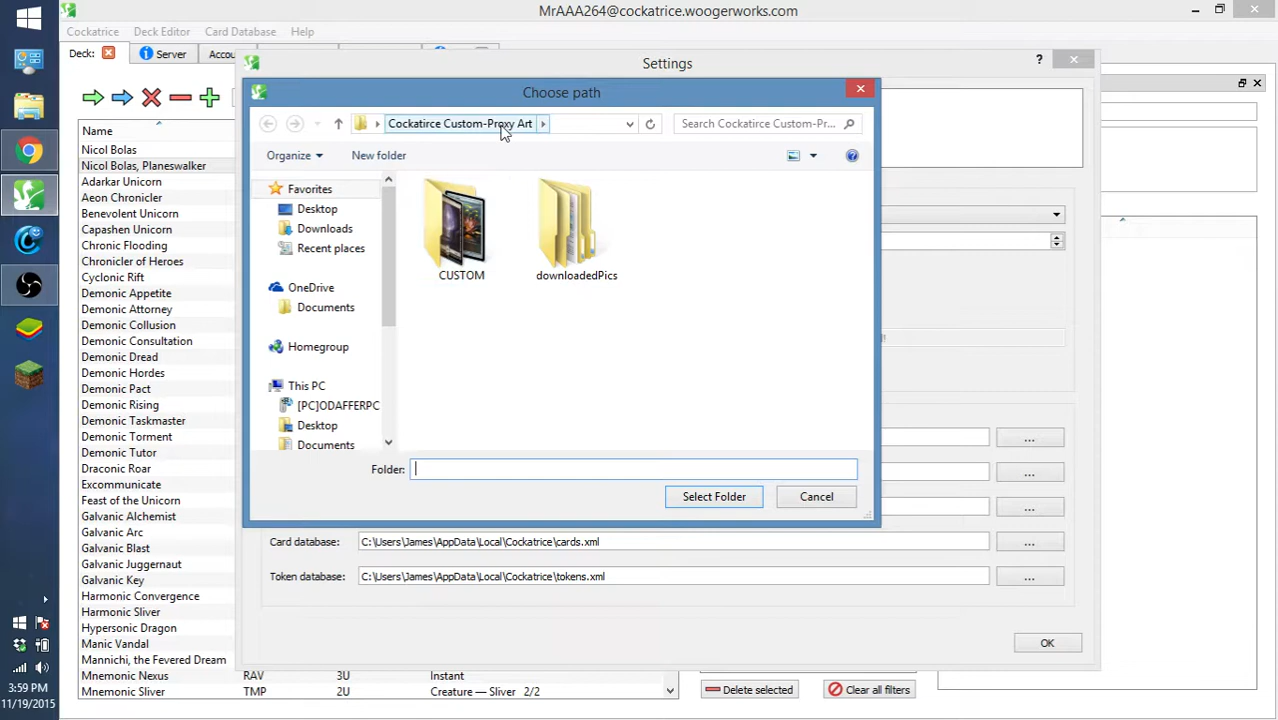 MrAAA264@cockatrice.woogerworks.com
Cockatrice Deck Editor Card Database Help
Deck: Server Accou
Settings
?
Choose path
Cockatirce Custom-Proxy Art
Search Cockatirce Custom-Pr...
Organize New folder
Favorites
Desktop
Downloads
Recent places
OneDrive
Documents
Homegroup
This PC
[PC]ODAFFERPC
Desktop
Documents
CUSTOM
downloadedPics
Folder:
Select Folder Cancel
Name
Nicol Bolas
Nicol Bolas, Planeswalker
Adarkar Unicorn
Aeon Chronicler
Benevolent Unicorn
Capashen Unicorn
Chronic Flooding
Chronicler of Heroes
Cyclonic Rift
Demonic Appetite
Demonic Attorney
Demonic Collusion
Demonic Consultation
Demonic Dread
Demonic Hordes
Demonic Pact
Demonic Rising
Demonic Taskmaster
Demonic Torment
Demonic Tutor
Draconic Roar
Excommunicate
Feast of the Unicorn
Galvanic Alchemist
Galvanic Arc
Galvanic Blast
Galvanic Juggernaut
Galvanic Key
Harmonic Convergence
Harmonic Sliver
Hypersonic Dragon
Manic Vandal
Mannichi, the Fevered Dream
Mnemonic Nexus RAV 3U Instant
Mnemonic Sliver TMP 2U Creature — Sliver 2/2
...
...
...
Card database: C:\Users\James\AppData\Local\Cockatrice\cards.xml ...
Token database: C:\Users\James\AppData\Local\Cockatrice\tokens.xml ...
OK
Delete selected Clear all filters
3:59 PM
11/19/2015